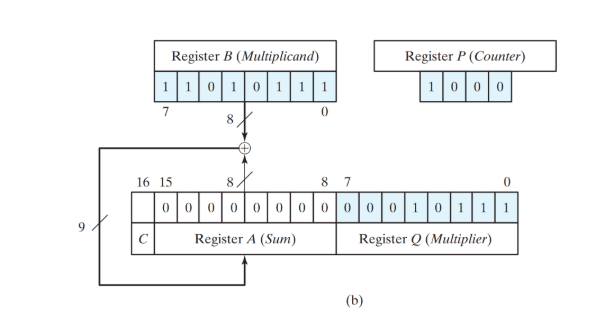 Register B (Multiplicand)
1 1 0 1 0 1 1 1
7 8 0
Register P (Counter)
1 0 0 0
16 15 8 8 7 0
0 0 0 0 0 0 0 0 0 0 0 1 0 1 1 1
9
C Register A (Sum) Register Q (Multiplier)
(b)